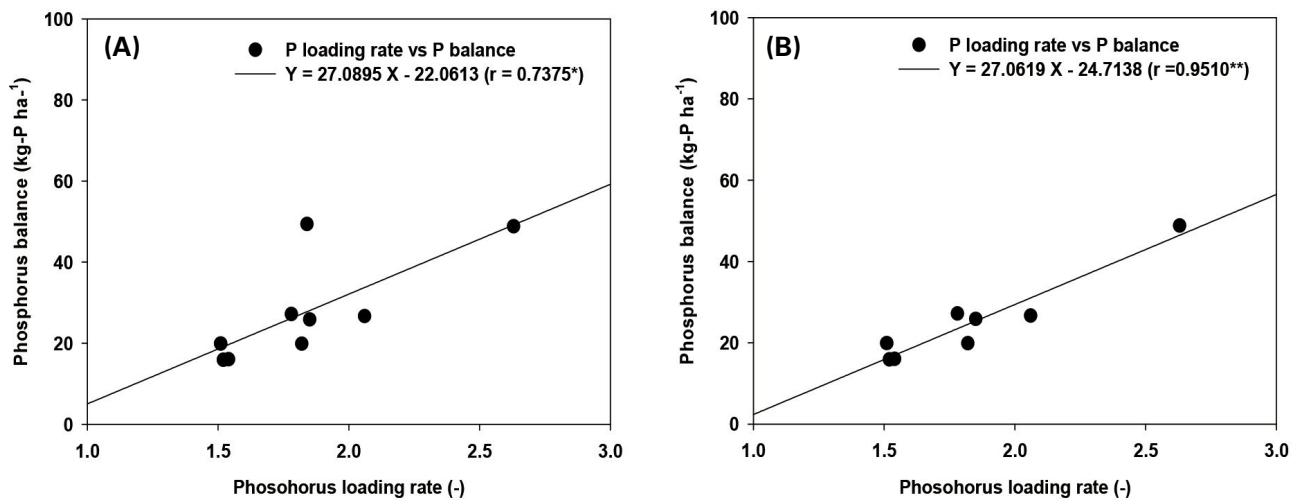 (A)
P loading rate vs P balance
Y = 27.0895 X - 22.0613 (r = 0.7375*)
Phosphorus balance (kg-P ha-¹)
100
80
60
40
20
0
1.0 1.5 2.0 2.5 3.0
Phosohorus loading rate (-)
(B)
P loading rate vs P balance
Y = 27.0619 X - 24.7138 (r =0.9510**)
Phosphorus balance (kg-P ha⁻¹)
100
80
60
40
20
0
1.0 1.5 2.0 2.5 3.0
Phosohorus loading rate (-)